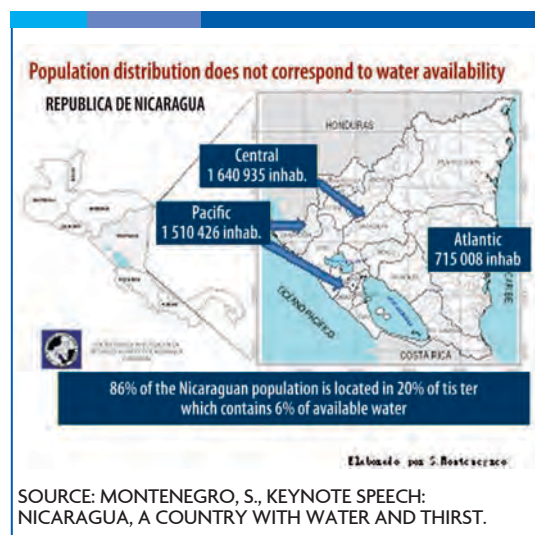 Population distribution does not correspond to water availability
REPUBLICA DE NICARAGUA
HONDURAS
Central
1 640 935 inhab.
Pacific
1 510 426 inhab.
Atlantic
715 008 inhab
OCEANO PACIFICO
CARIBE
COSTA RICA
86% of the Nicaraguan population is located in 20% of tis ter
which contains 6% of available water
Elaborado por S.Montenegro
SOURCE: MONTENEGRO, S., KEYNOTE SPEECH:
NICARAGUA, A COUNTRY WITH WATER AND THIRST.